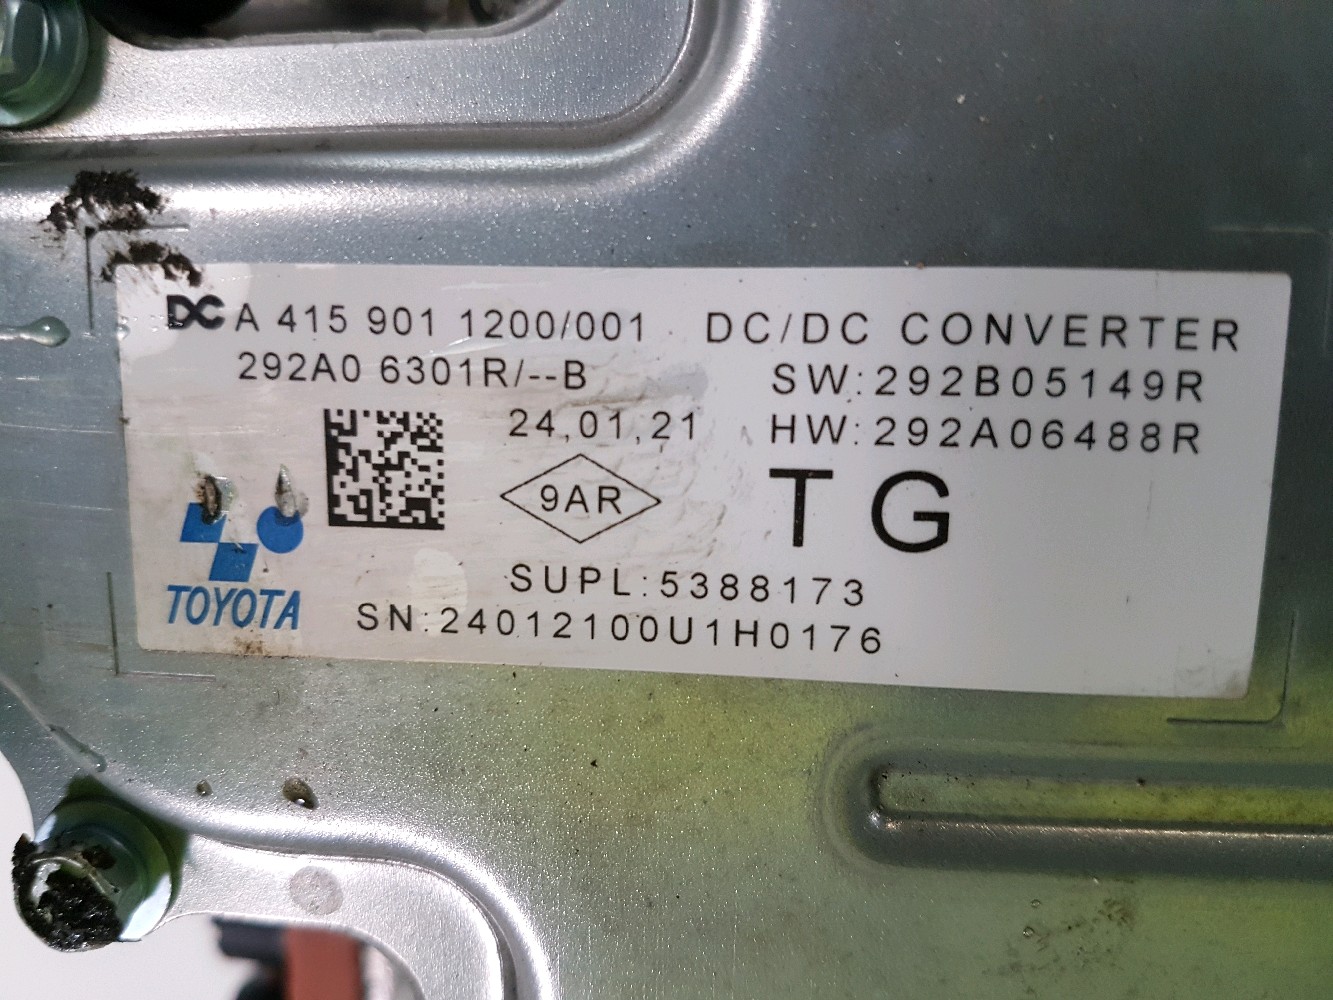 DC A 415 901 1200/001 DC/DC CONVERTER
292A0 6301R/--B SW:292B05149R
24,01,21 HW:292A06488R
9AR TG
TOYOTA
SUPL:5388173
SN:24012100U1H0176